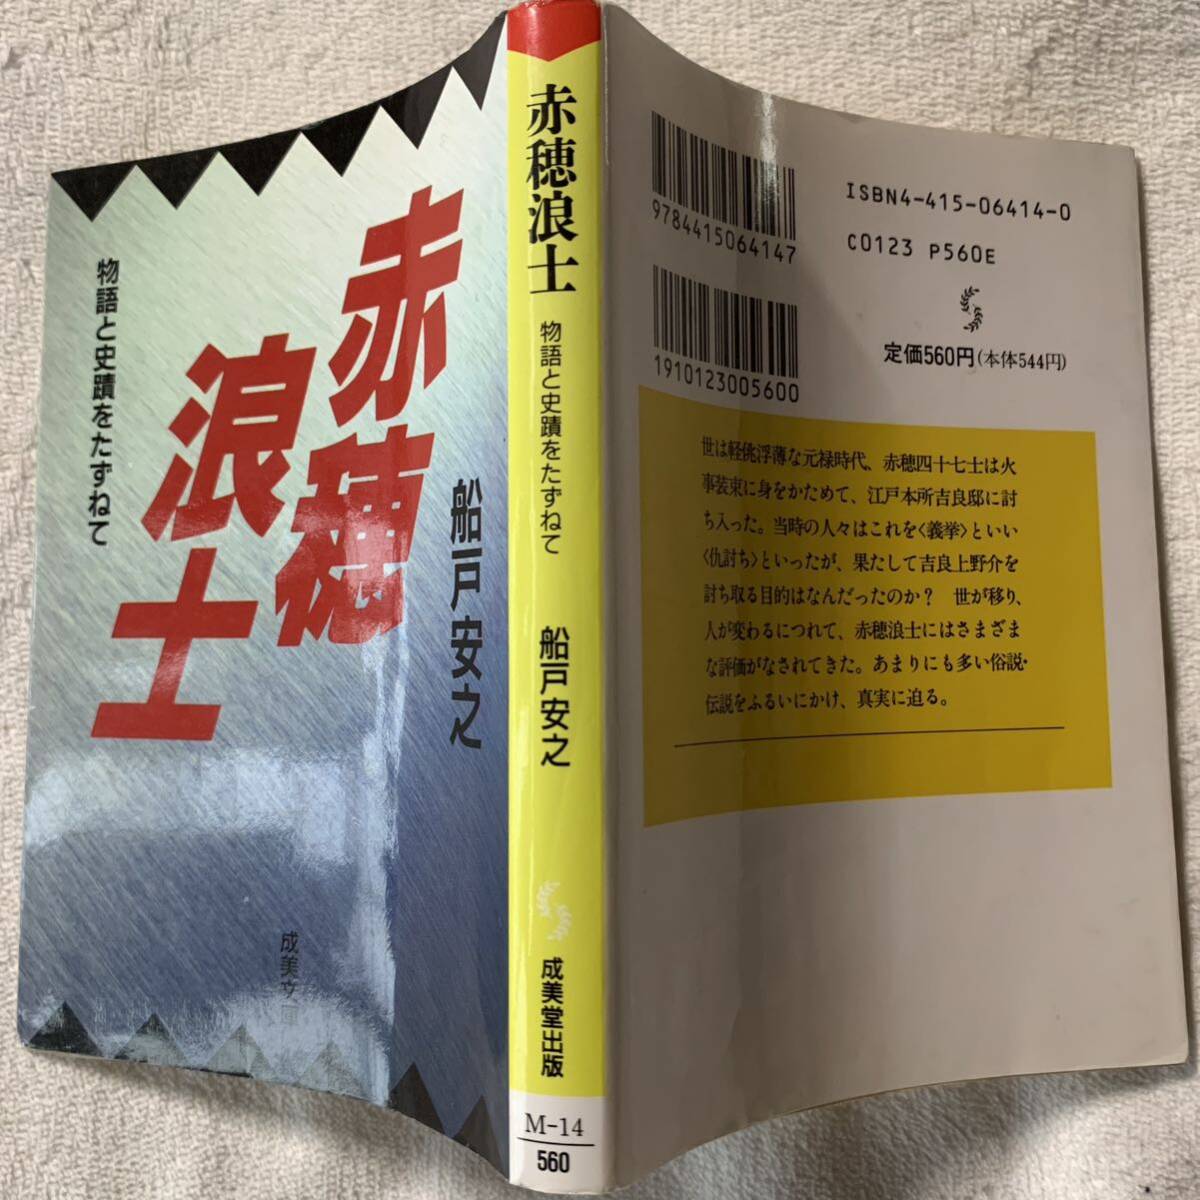 赤穂
浪士
物語と史蹟をたずねて
船戸安之
成美文庫
赤穂浪士
物語と史蹟をたずねて
船戸安之
成美堂出版
M-14
560
9784415064147
1910123005600
ISBN4-415-06414-0
C0123 P560E
定価560円(本体544円)
世は軽佻浮薄な元禄時代、赤穂四十七士は火
事装束に身をかためて、江戸本所吉良邸に討
ち入った。当時の人々はこれを〈義挙〉といい
〈仇討ち〉といったが、果たして吉良上野介を
討ち取る目的はなんだったのか？ 世が移り、
人が変わるにつれて、赤穂浪士にはさまざま
な評価がなされてきた。あまりにも多い俗説・
伝説をふるいにかけ、真実に迫る。